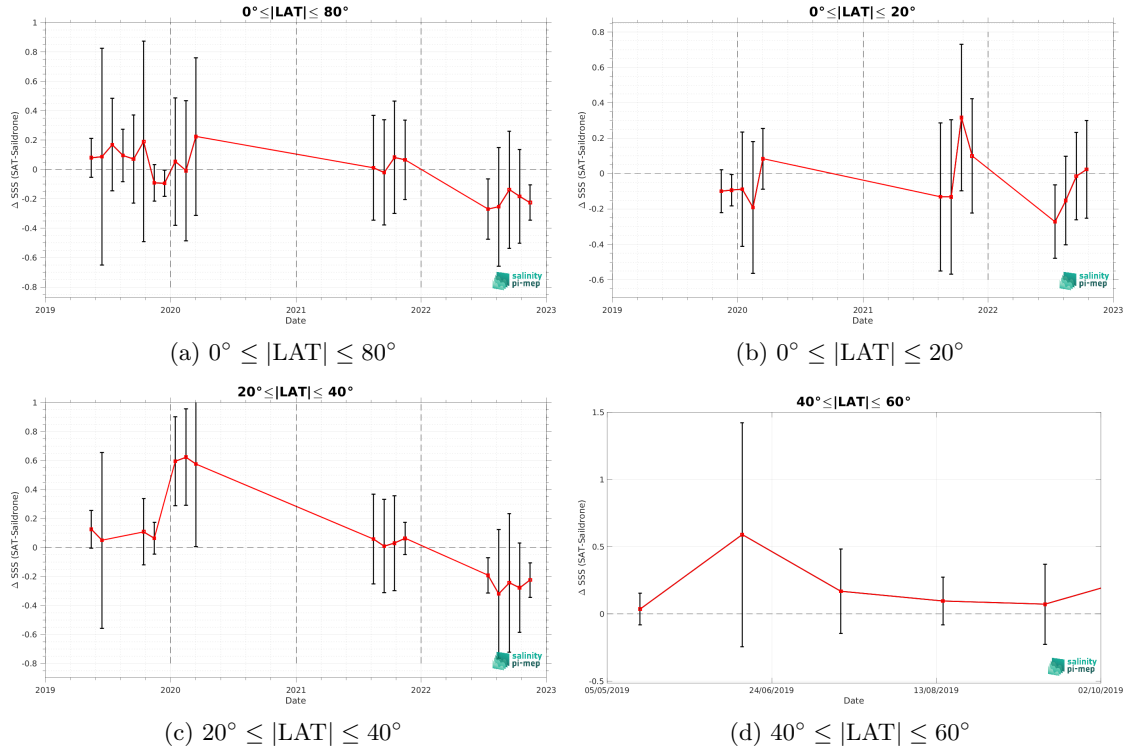 0°≤|LAT|≤ 80°
1
0.8
0.6
0.4
0.2
0
-0.2
-0.4
-0.6
-0.8
Δ SSS (SAT-Saildrone)
2019
2020
2021
2022
2023
Date
salinity
pi-mep
(a) 0° ≤ |LAT| ≤ 80°
0°≤|LAT|≤ 20°
0.8
0.6
0.4
0.2
0
-0.2
-0.4
-0.6
Δ SSS (SAT-Saildrone)
2019
2020
2021
2022
2023
Date
salinity
pi-mep
(b) 0° ≤ |LAT| ≤ 20°
20°≤|LAT|≤ 40°
1
0.8
0.6
0.4
0.2
0
-0.2
-0.4
-0.6
-0.8
Δ SSS (SAT-Saildrone)
2019
2020
2021
2022
2023
Date
salinity
pi-mep
(c) 20° ≤ |LAT| ≤ 40°
40°≤|LAT|≤ 60°
1.5
1
0.5
0
-0.5
Δ SSS (SAT-Saildrone)
05/05/2019
24/06/2019
13/08/2019
02/10/2019
Date
salinity
pi-mep
(d) 40° ≤ |LAT| ≤ 60°